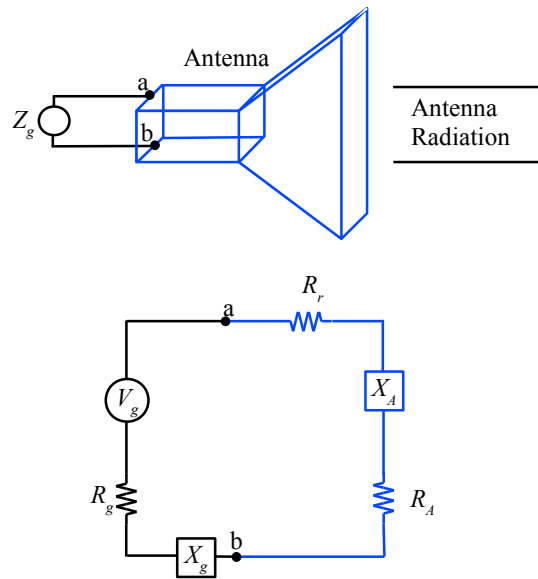 Antenna
a
Z_g
b
Antenna
Radiation
R_r
a
X_A
V_g
R_g
R_A
X_g
b